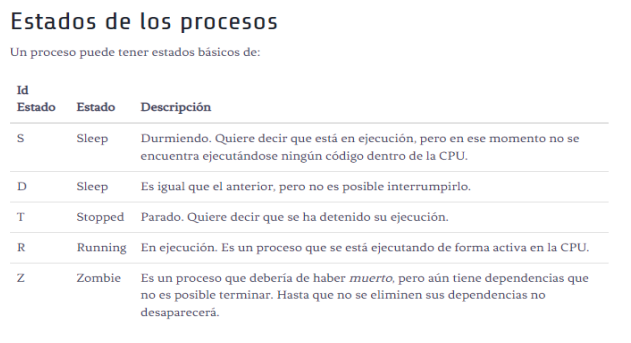 Estados de los procesos
Un proceso puede tener estados básicos de:
Id
Estado Estado Descripción
S Sleep Durmiendo. Quiere decir que está en ejecución, pero en ese momento no se
encuentra ejecutándose ningún código dentro de la CPU.
D Sleep Es igual que el anterior, pero no es posible interrumpirlo.
T Stopped Parado. Quiere decir que se ha detenido su ejecución.
R Running En ejecución. Es un proceso que se está ejecutando de forma activa en la CPU.
Z Zombie Es un proceso que debería de haber muerto, pero aún tiene dependencias que
no es posible terminar. Hasta que no se eliminen sus dependencias no
desaparecerá.